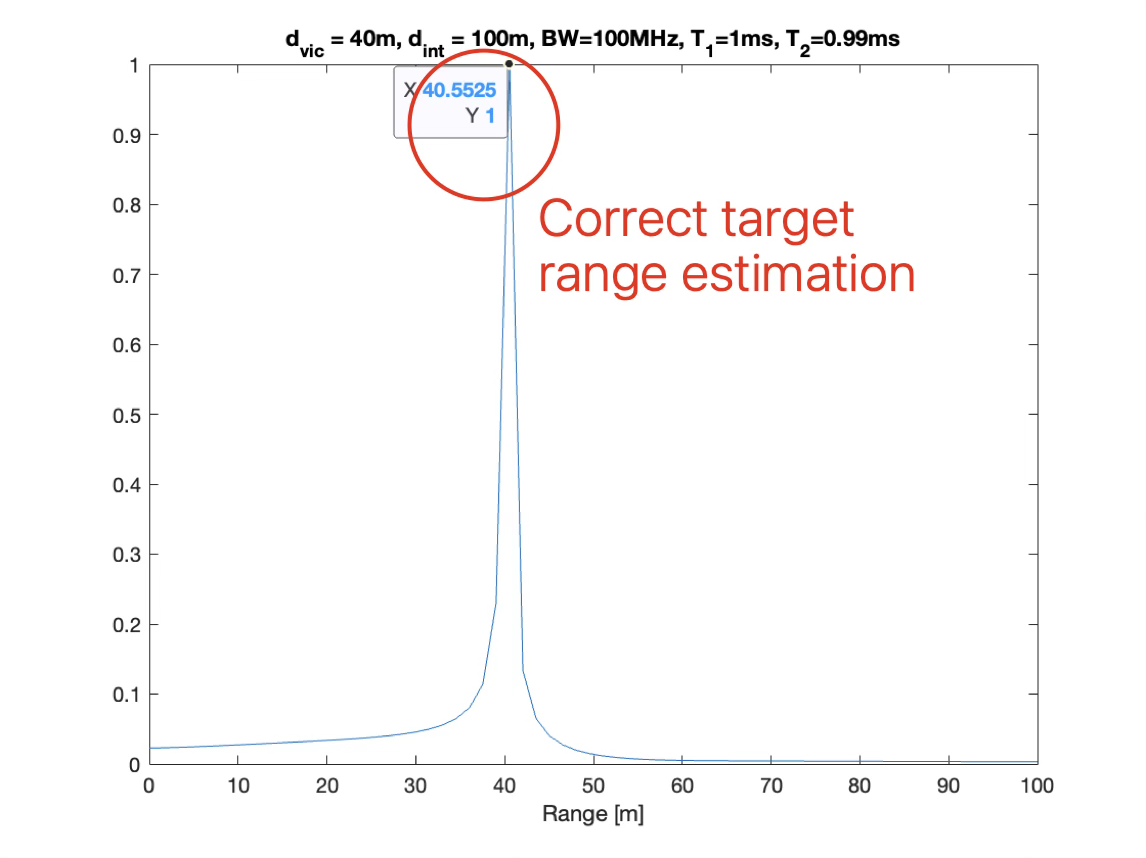 d_vic = 40m, d_int = 100m, BW=100MHz, T_1=1ms, T_2=0.99ms
1
X 40.5525
Y 1
0.9
0.8
Correct target
range estimation
0.7
0.6
0.5
0.4
0.3
0.2
0.1
0
0 10 20 30 40 50 60 70 80 90 100
Range [m]